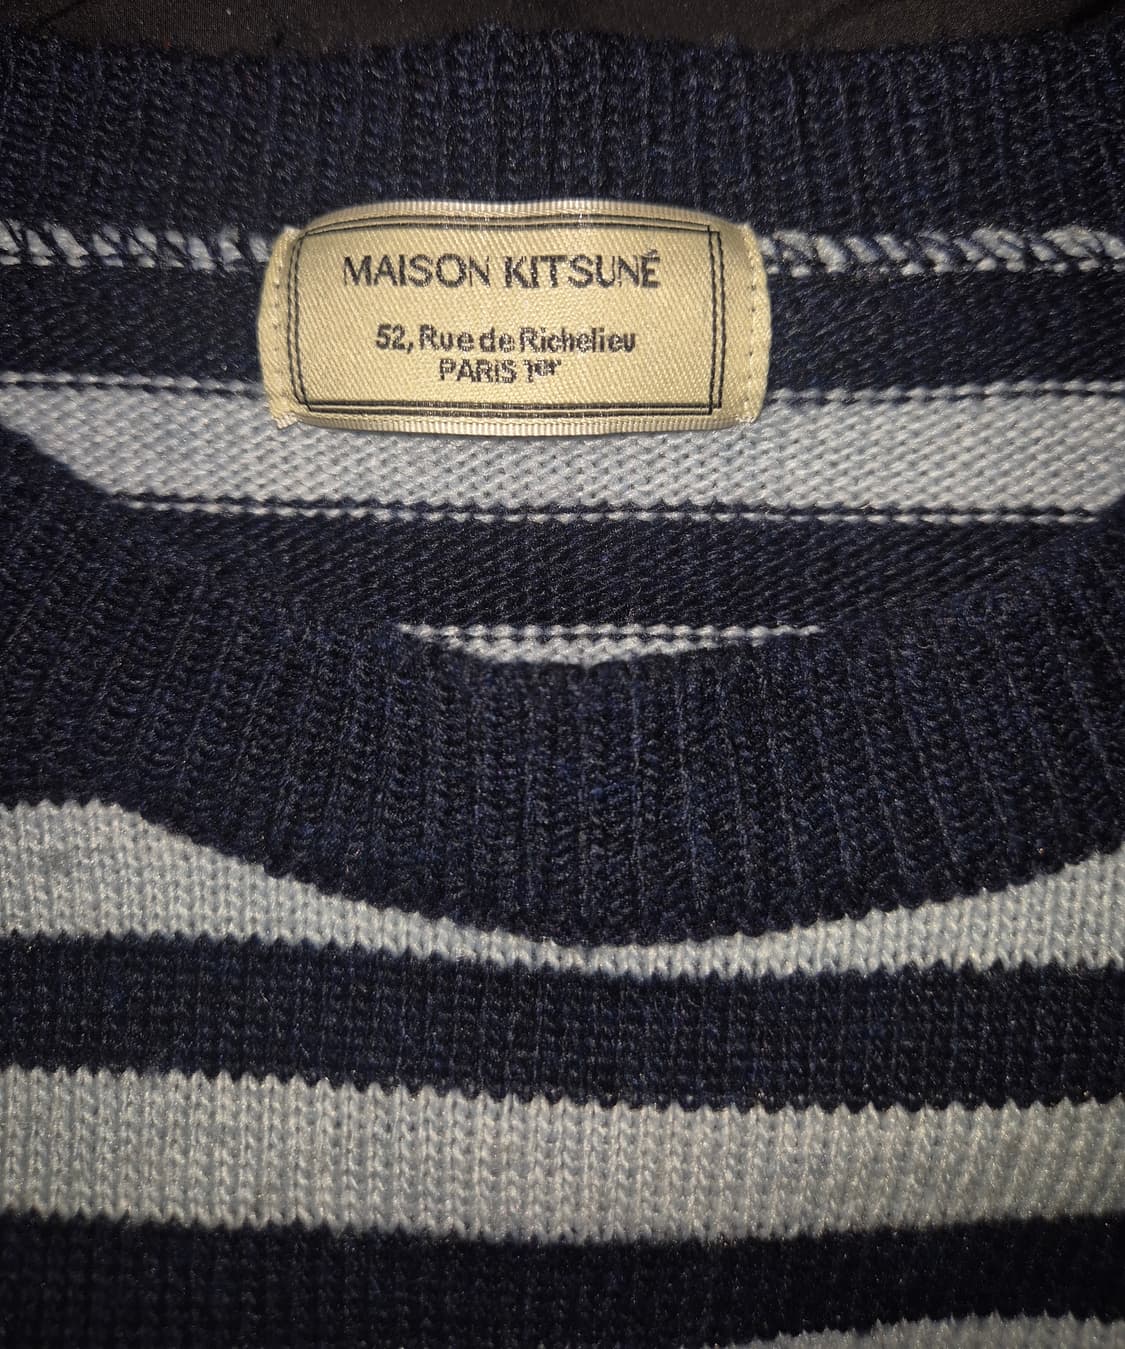 MAISON KITSUNÉ
52, Rue de Richelieu
PARIS 1er